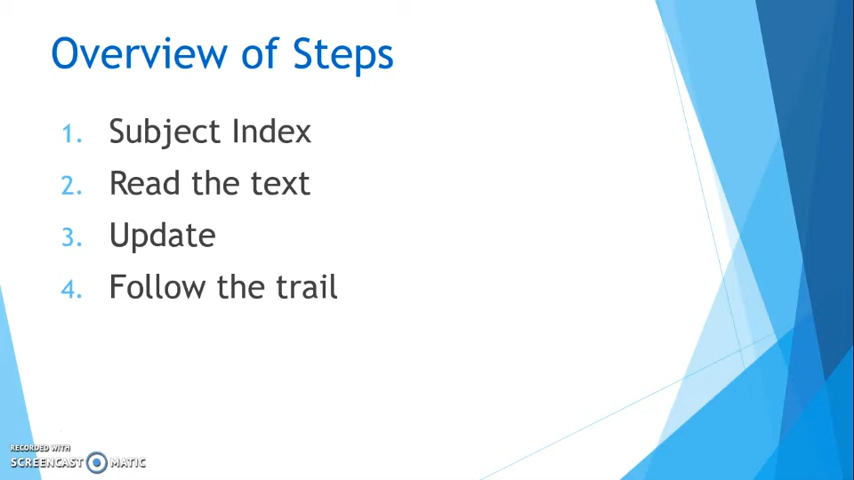 Overview of Steps
1. Subject Index
2. Read the text
3. Update
4. Follow the trail
RECORDED WITH
SCREENCAST MATIC